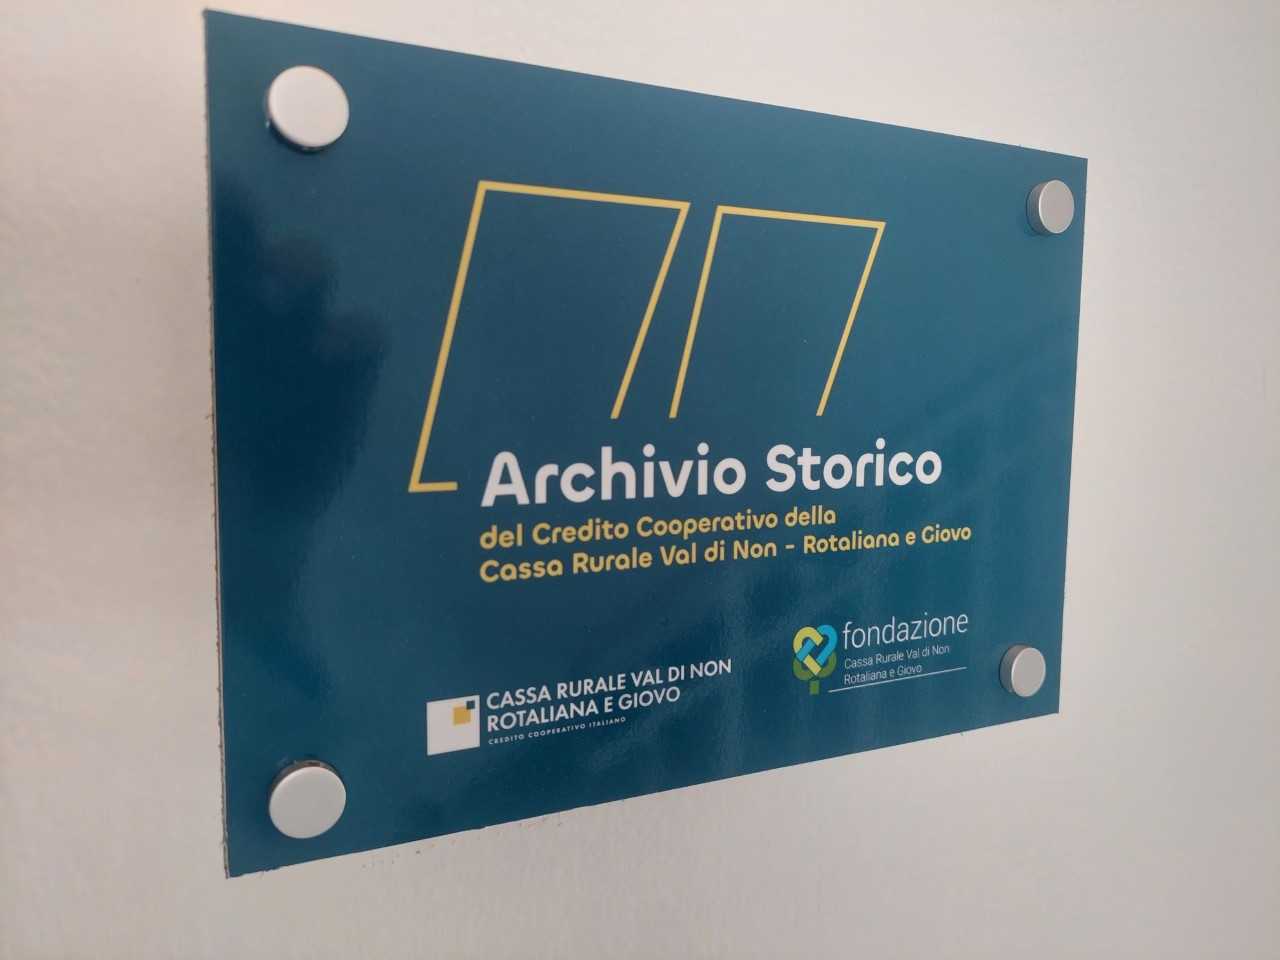 Archivio Storico
del Credito Cooperativo della
Cassa Rurale Val di Non - Rotaliana e Giovo
CASSA RURALE VAL DI NON
ROTALIANA E GIOVO
CREDITO COOPERATIVO ITALIANO
fondazione
Cassa Rurale Val di Non
Rotaliana e Giovo